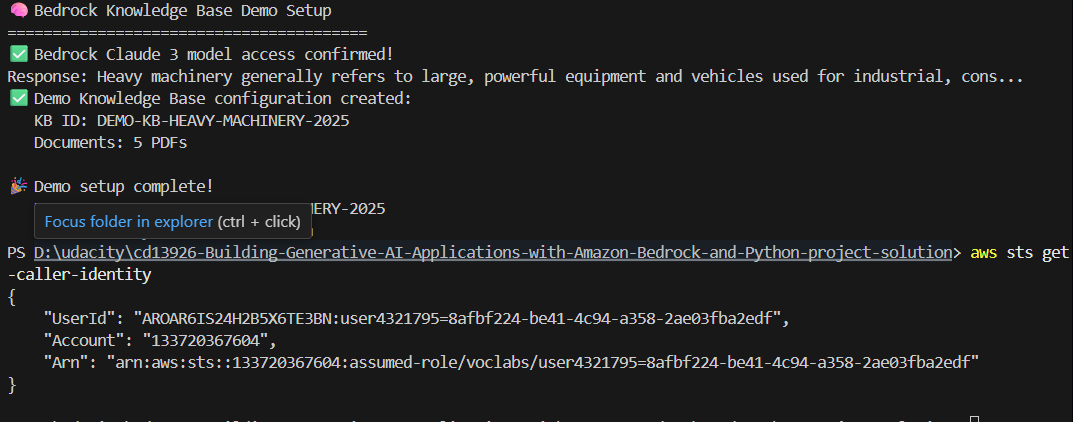 🧠 Bedrock Knowledge Base Demo Setup
========================================
✅ Bedrock Claude 3 model access confirmed!
Response: Heavy machinery generally refers to large, powerful equipment and vehicles used for industrial, cons...
✅ Demo Knowledge Base configuration created:
KB ID: DEMO-KB-HEAVY-MACHINERY-2025
Documents: 5 PDFs
🎉 Demo setup complete!
ERY-2025
Focus folder in explorer (ctrl + click)
PS D:\udacity\cd13926-Building-Generative-AI-Applications-with-Amazon-Bedrock-and-Python-project-solution> aws sts get
-caller-identity
{
"UserId": "AROAR6IS24H2B5X6TE3BN:user4321795=8afbf224-be41-4c94-a358-2ae03fba2edf",
"Account": "133720367604",
"Arn": "arn:aws:sts::133720367604:assumed-role/voclabs/user4321795=8afbf224-be41-4c94-a358-2ae03fba2edf"
}